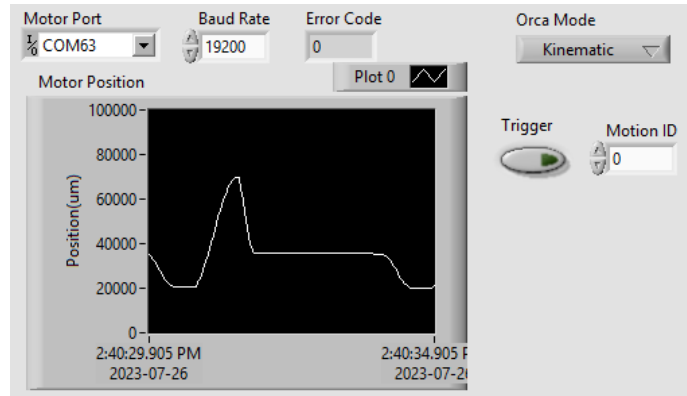 Motor Port
Baud Rate
Error Code
Orca Mode
I/O COM63
19200
0
Kinematic
Motor Position
Plot 0
Trigger
Motion ID
0
Position(um)
100000
80000
60000
40000
20000
0
2:40:29.905 PM
2023-07-26
2:40:34.905
2023-07-2